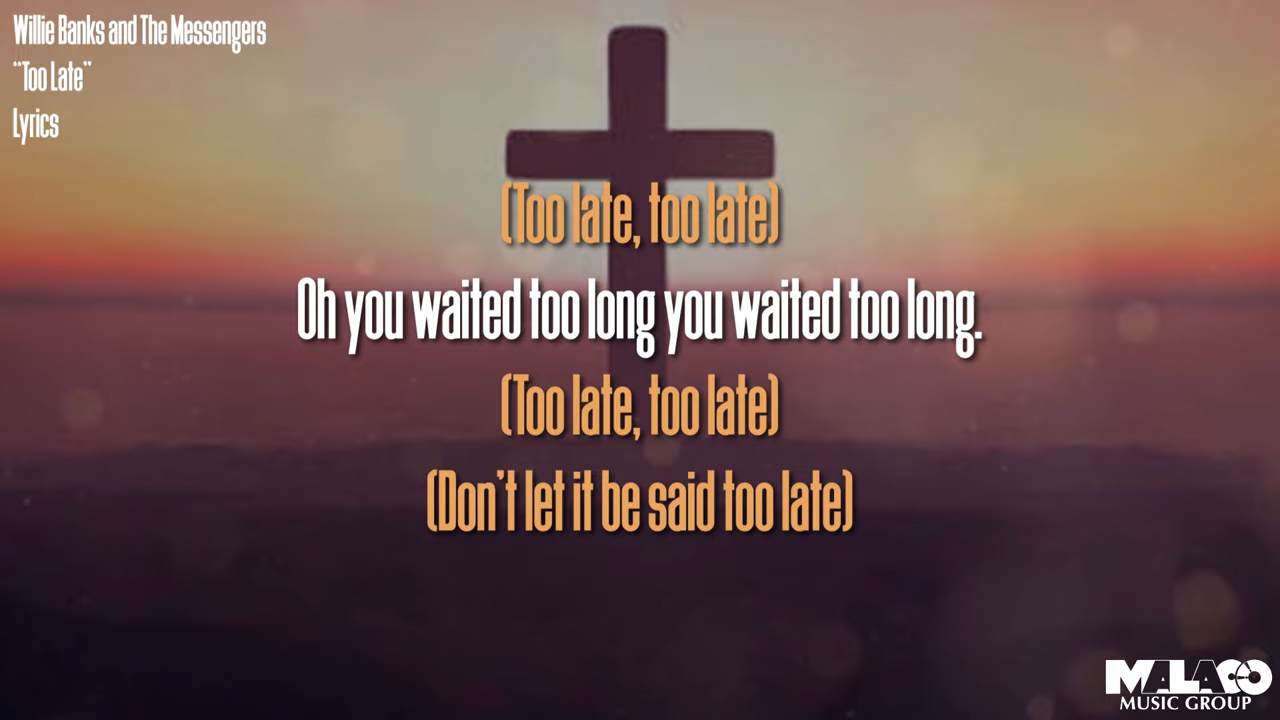 Willie Banks and The Messengers
“Too Late”
Lyrics
(Too late, too late)
Oh you waited too long you waited too long.
(Too late, too late)
(Don’t let it be said too late)
MALACO
MUSIC GROUP